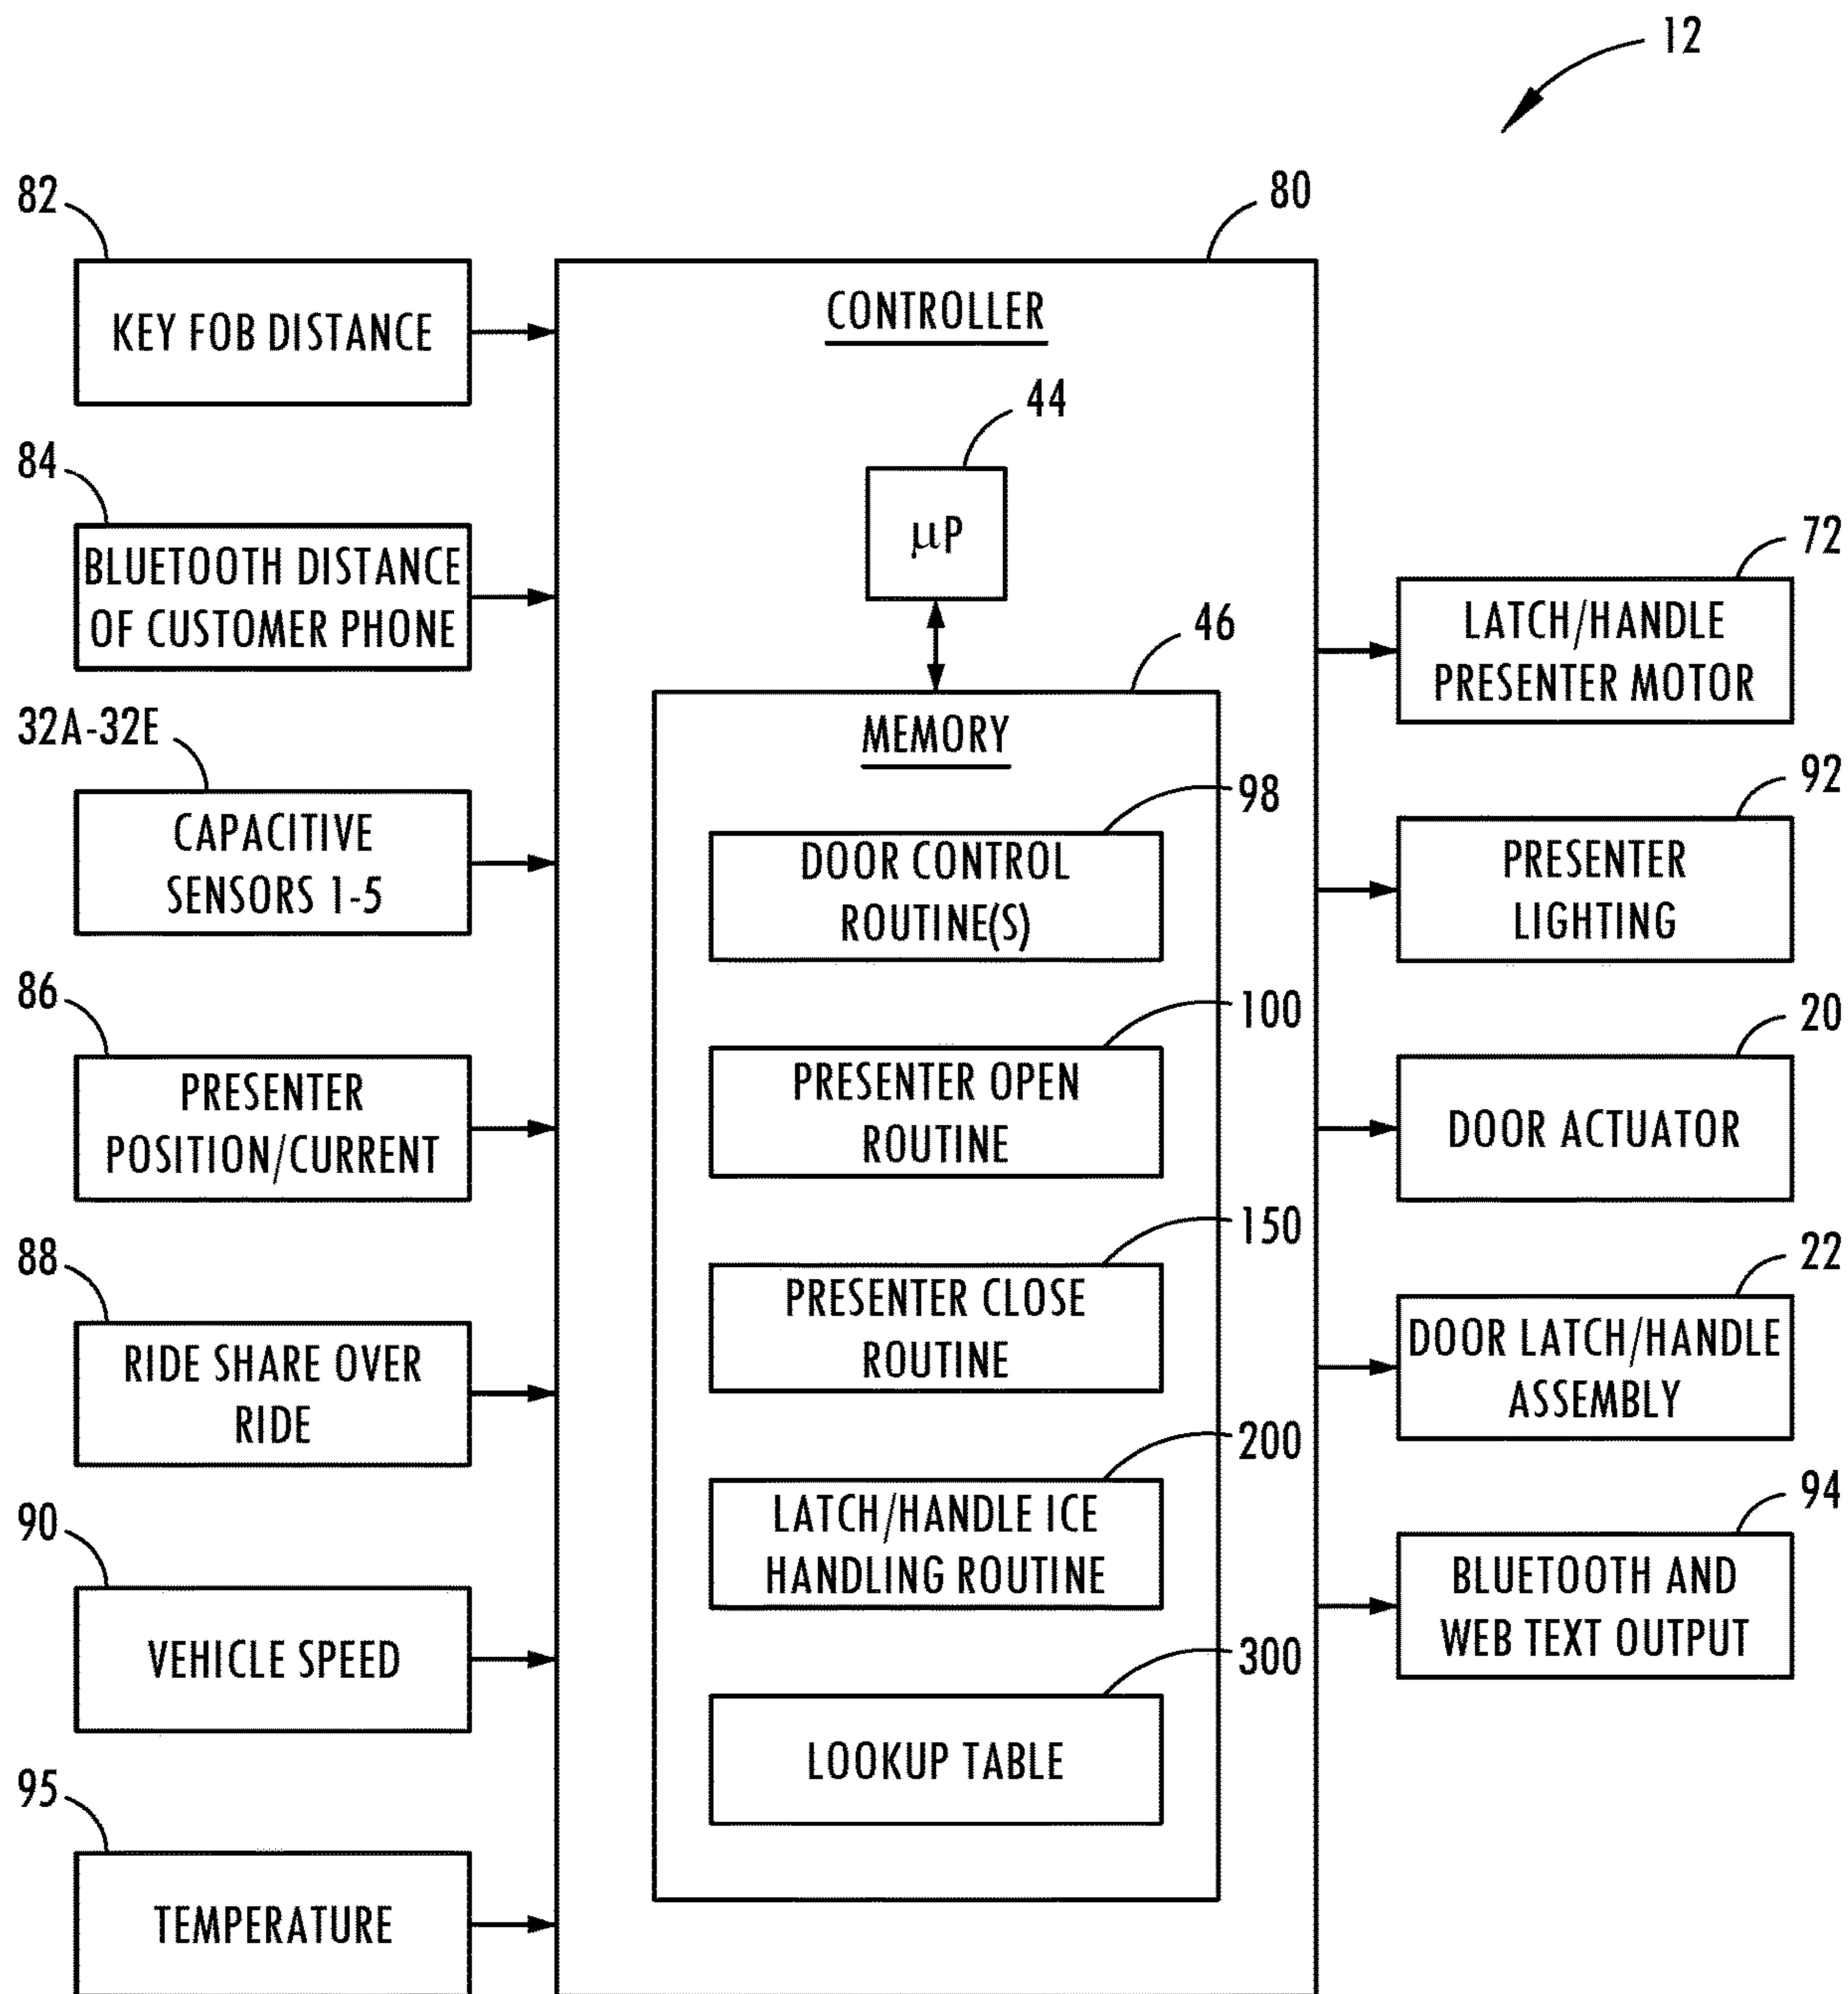 12
82
KEY FOB DISTANCE
84
BLUETOOTH DISTANCE
OF CUSTOMER PHONE
32A-32E
CAPACITIVE
SENSORS 1-5
86
PRESENTER
POSITION/CURRENT
88
RIDE SHARE OVER
RIDE
90
VEHICLE SPEED
95
TEMPERATURE
80
CONTROLLER
44
μP
46
MEMORY
98
DOOR CONTROL
ROUTINE(S)
100
PRESENTER OPEN
ROUTINE
150
PRESENTER CLOSE
ROUTINE
200
LATCH/HANDLE ICE
HANDLING ROUTINE
300
LOOKUP TABLE
72
LATCH/HANDLE
PRESENTER MOTOR
92
PRESENTER
LIGHTING
20
DOOR ACTUATOR
22
DOOR LATCH/HANDLE
ASSEMBLY
94
BLUETOOTH AND
WEB TEXT OUTPUT